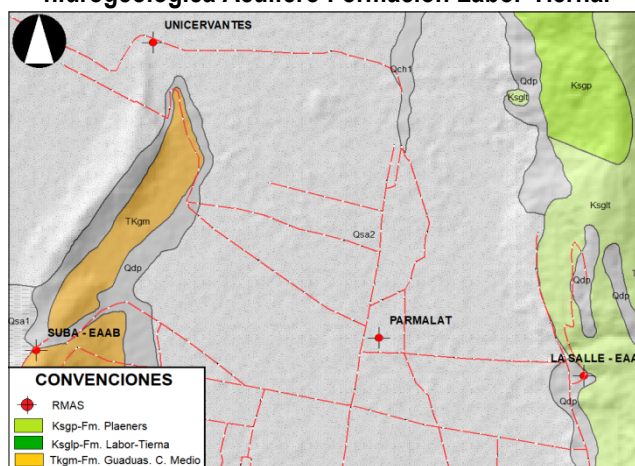 hidrogeológica Acuífero Formación Labor-Tierna.
UNICERVANTES
Qch1
Qdp
Ksgp
Ksglt
TKgm
Ksglt
Qsa2
Qdp
Qdp
Qdp
T
Qsa1
SUBA - EAAB
PARMALAT
LA SALLE - EAA
Qdp
CONVENCIONES
RMAS
Ksgp-Fm. Plaeners
Ksglp-Fm. Labor-Tierna
Tkgm-Fm. Guaduas. C. Medio